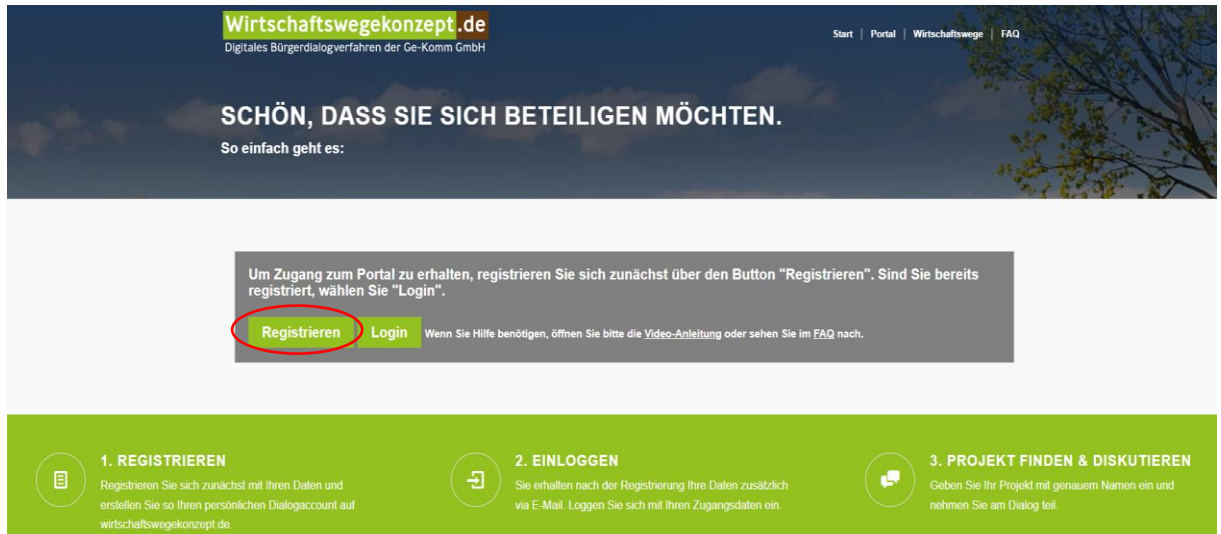 Wirtschaftswegekonzept.de
Digitales Bürgerdialogverfahren der Ge-Komm GmbH
Start | Portal | Wirtschaftswege | FAQ
SCHÖN, DASS SIE SICH BETEILIGEN MÖCHTEN.
So einfach geht es:
Um Zugang zum Portal zu erhalten, registrieren Sie sich zunächst über den Button "Registrieren". Sind Sie bereits
registriert, wählen Sie "Login".
Registrieren Login Wenn Sie Hilfe benötigen, öffnen Sie bitte die Video-Anleitung oder sehen Sie im FAQ nach.
1. REGISTRIEREN
Registrieren Sie sich zunächst mit Ihren Daten und
erstellen Sie so Ihren persönlichen Dialogaccount auf
wirtschaftswegekonzept.de.
2. EINLOGGEN
Sie erhalten nach der Registrierung Ihre Daten zusätzlich
via E-Mail. Loggen Sie sich mit Ihren Zugangsdaten ein.
3. PROJEKT FINDEN & DISKUTIEREN
Geben Sie Ihr Projekt mit genauem Namen ein und
nehmen Sie am Dialog teil.